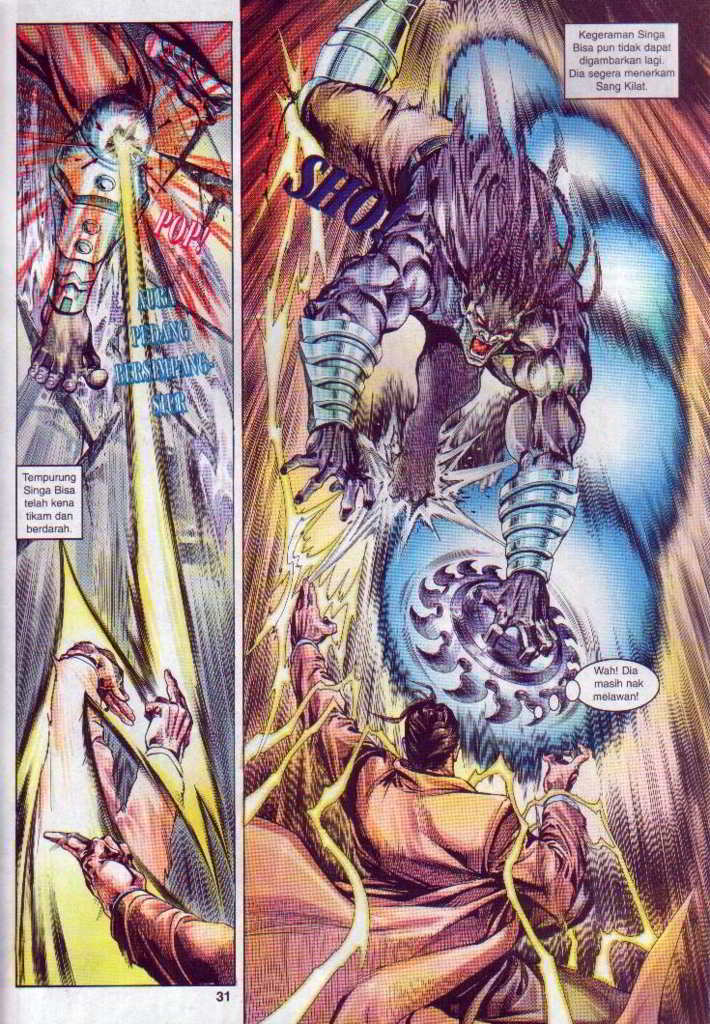 POP!
AURA
PEDANG
BERSIMPANG-
SIUR
Tempurung
Singa Bisa
telah kena
tikam dan
berdarah.
31
Kegeraman Singa
Bisa pun tidak dapat
digambarkan lagi.
Dia segera menerkam
Sang Kilat.
Wah! Dia
masih nak
melawan!